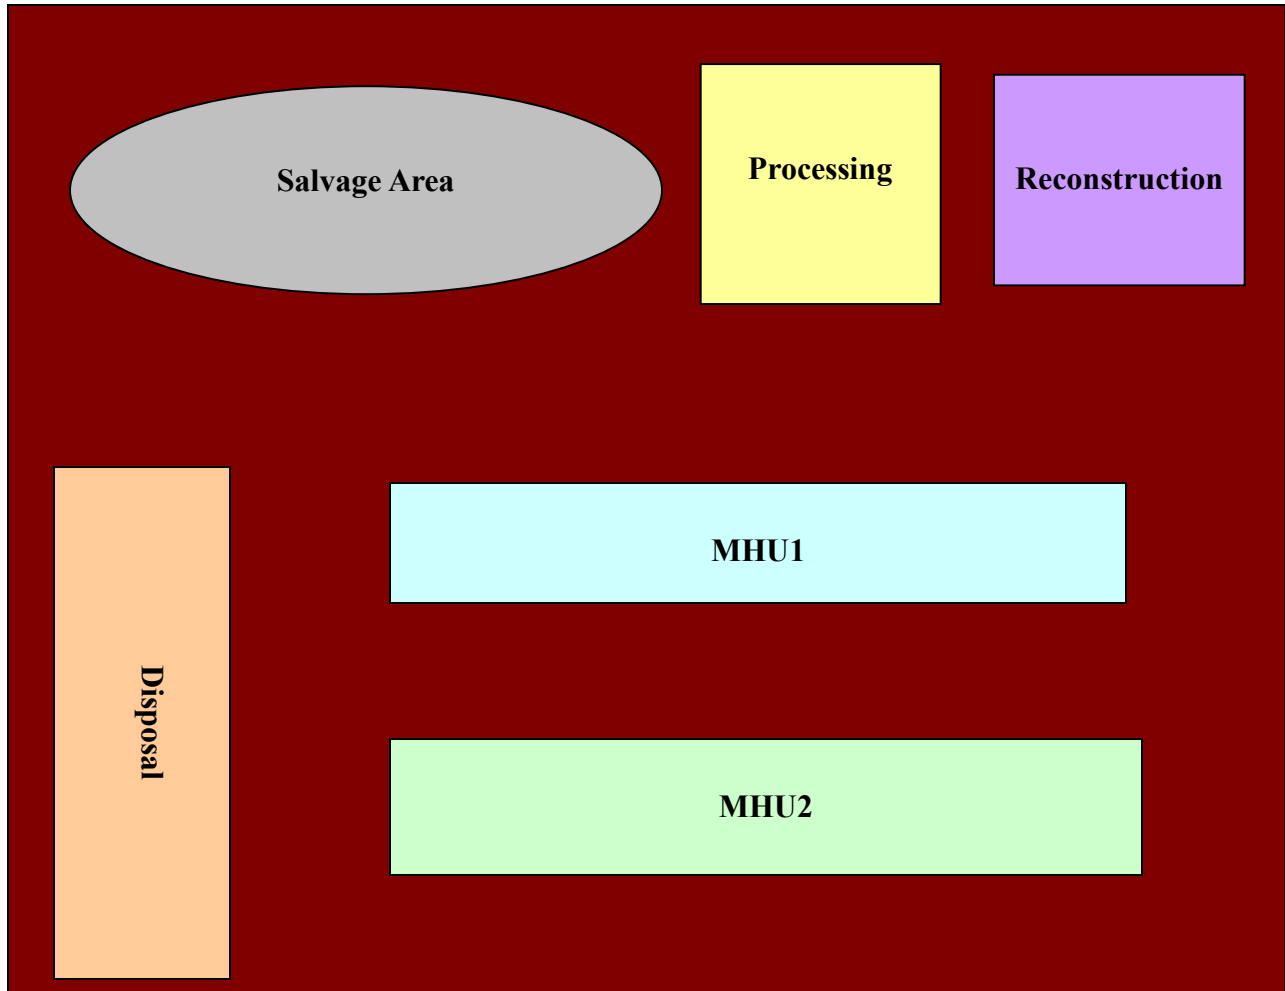 Salvage Area
Processing
Reconstruction
MHU1
Disposal
MHU2